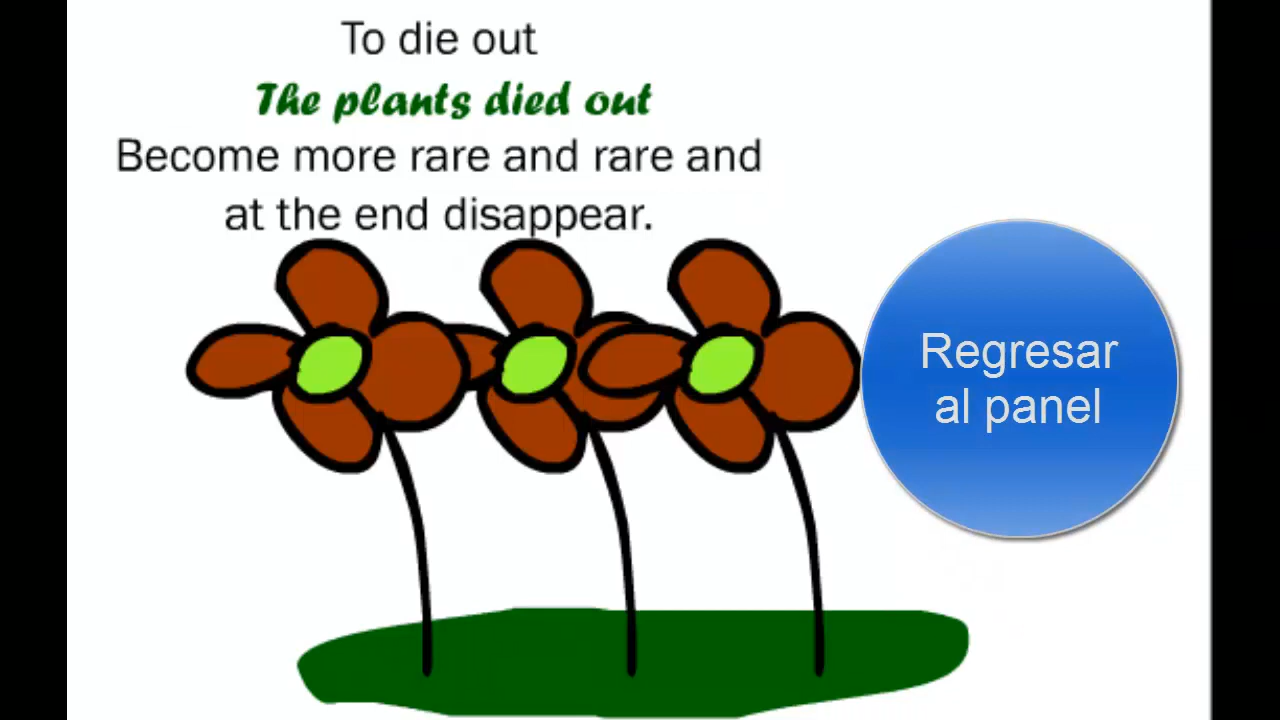 To die out
The plants died out
Become more rare and rare and
at the end disappear.
Regresar
al panel